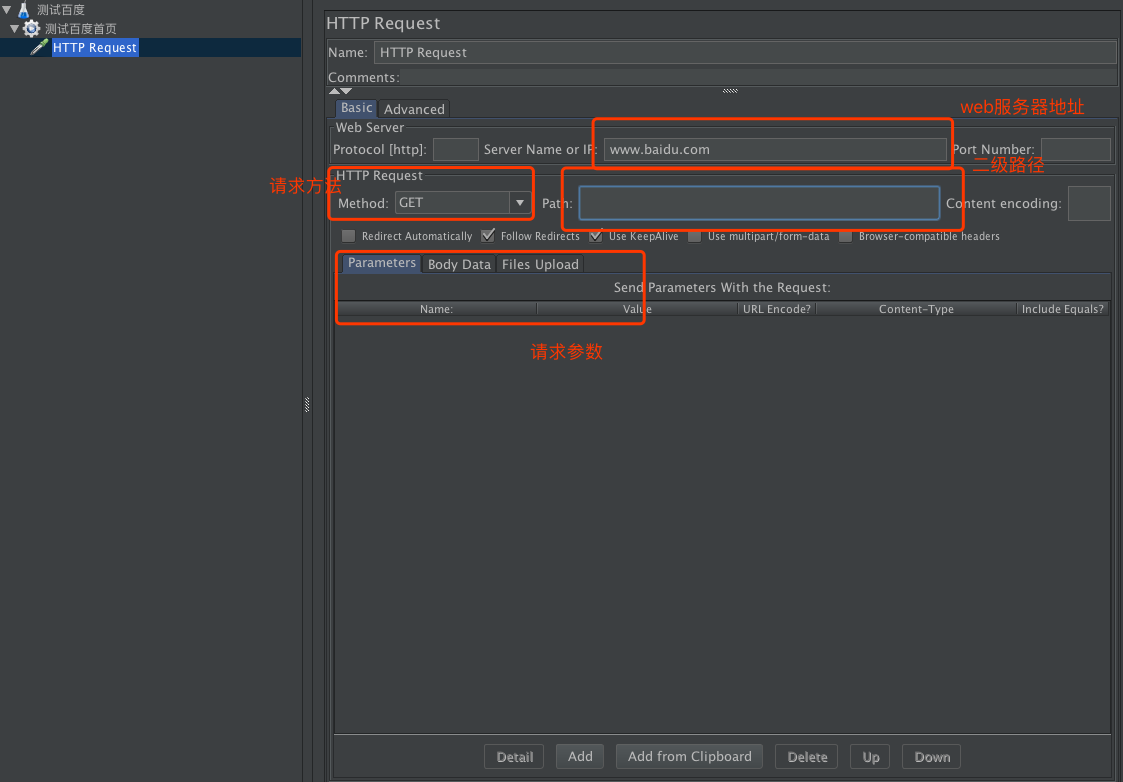 测试百度
测试百度首页
HTTP Request
HTTP Request
Name: HTTP Request
Comments:
Basic Advanced
web服务器地址
Web Server
Protocol [http]: Server Name or IP: www.baidu.com Port Number:
二级路径
HTTP Request
请求方法
Method: GET Path: Content encoding:
Redirect Automatically Follow Redirects Use KeepAlive Use multipart/form-data Browser-compatible headers
Parameters Body Data Files Upload
Send Parameters With the Request:
Name: Value URL Encode? Content-Type Include Equals?
请求参数
Detail Add Add from Clipboard Delete Up Down